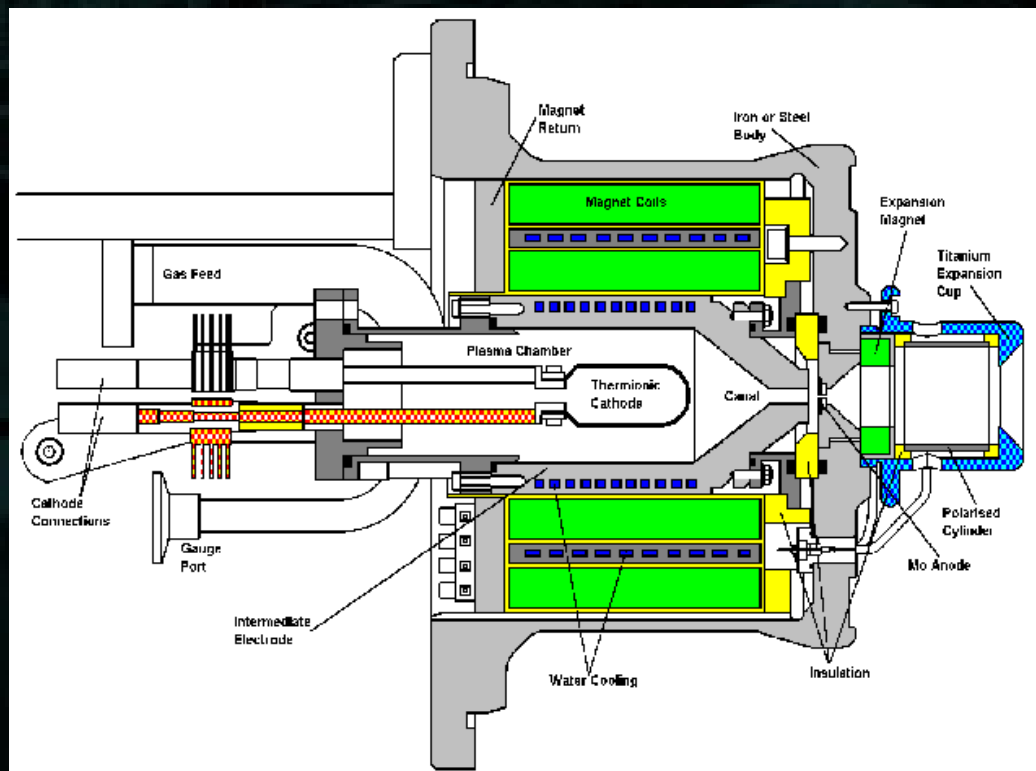 Magnet
Return
Iron or Steel
Body
Magnet Coils
Expansion
Magnet
Titanium
Expansion
Cup
Gas Feed
Plasma Chamber
Thermionic
Cathode
Canal
Cathode
Connections
Gauge
Port
Polarised
Cylinder
Mo Anode
Intermediate
Electrode
Water Cooling
Insulation